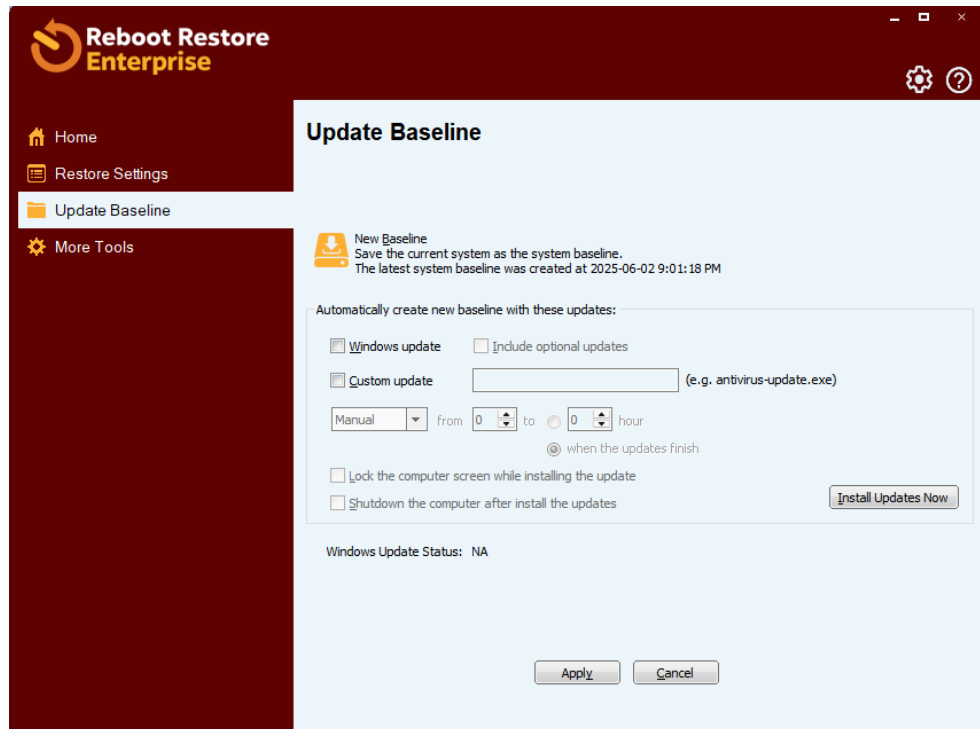 Reboot Restore
Enterprise
Home
Restore Settings
Update Baseline
More Tools
Update Baseline
New Baseline
Save the current system as the system baseline.
The latest system baseline was created at 2025-06-02 9:01:18 PM
Automatically create new baseline with these updates:
Windows update Include optional updates
Custom update (e.g. antivirus-update.exe)
Manual from 0 to 0 hour
when the updates finish
Lock the computer screen while installing the update
Shutdown the computer after install the updates
Install Updates Now
Windows Update Status: NA
Apply Cancel